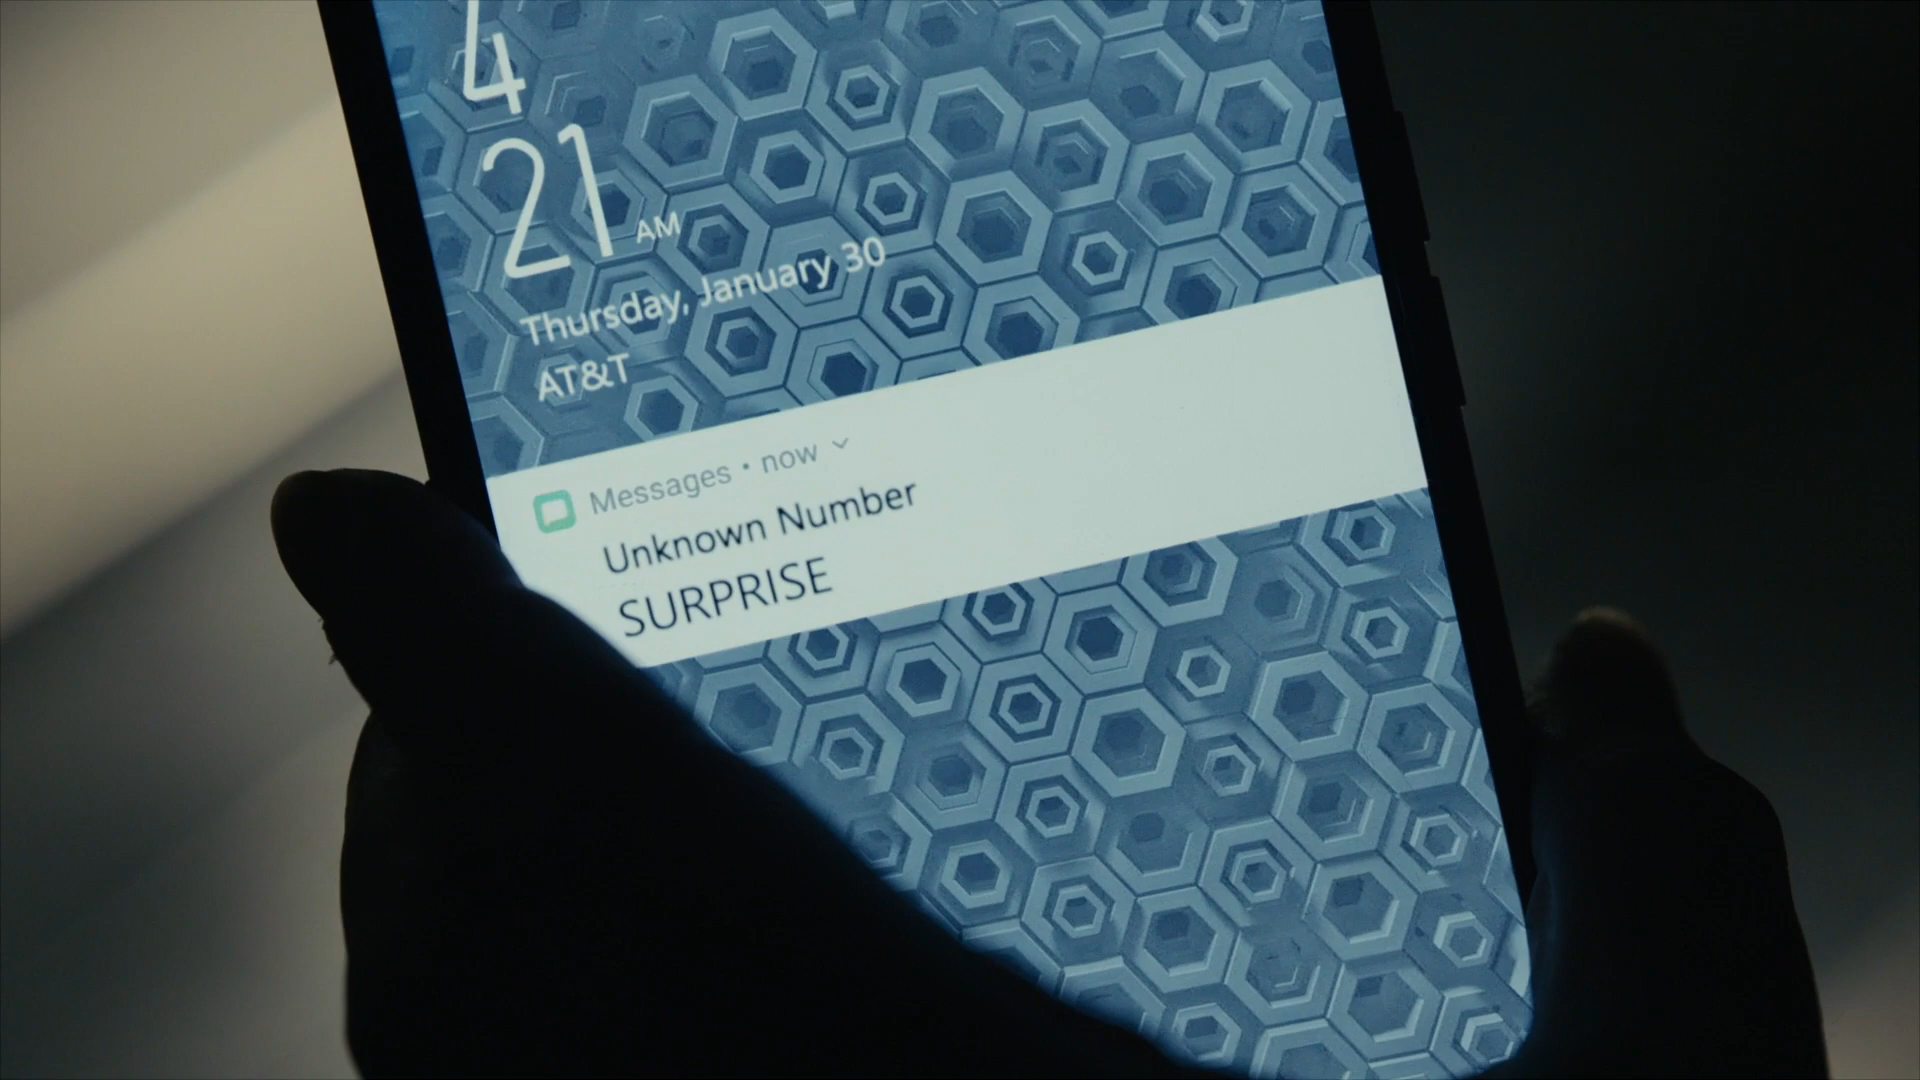 4
21 AM
Thursday, January 30
AT&T
Messages • now
Unknown Number
SURPRISE